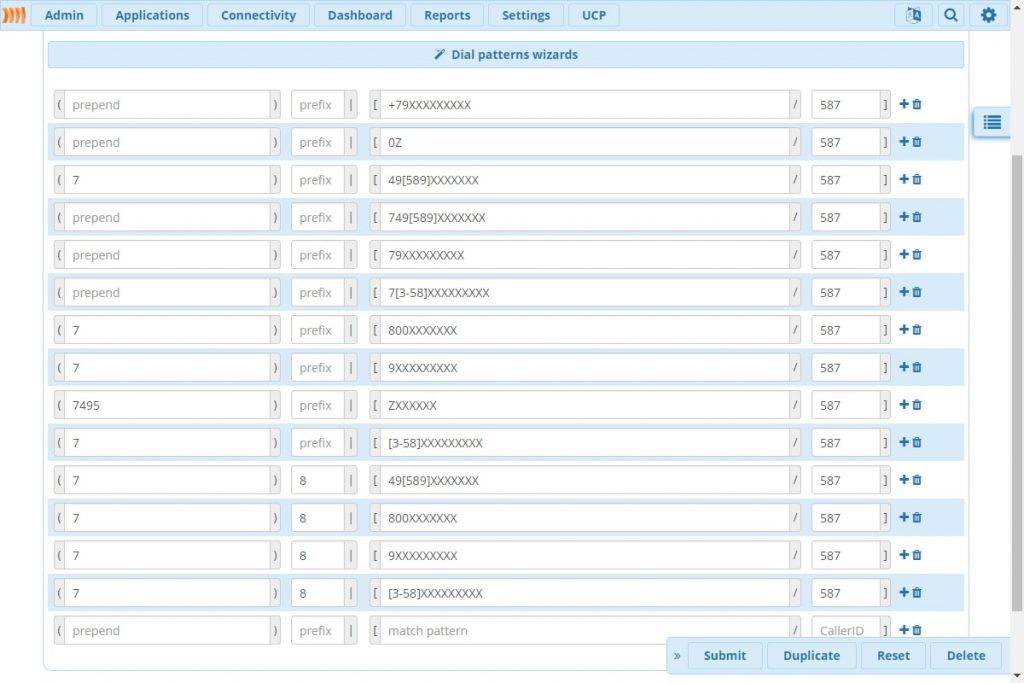 Admin Applications Connectivity Dashboard Reports Settings UCP
Dial patterns wizards
( prepend ) prefix | [ +79XXXXXXXXX / 587 ]
( prepend ) prefix | [ 0Z / 587 ]
( 7 ) prefix | [ 49[589]XXXXXXX / 587 ]
( prepend ) prefix | [ 749[589]XXXXXXX / 587 ]
( prepend ) prefix | [ 79XXXXXXXXX / 587 ]
( prepend ) prefix | [ 7[3-58]XXXXXXXXX / 587 ]
( 7 ) prefix | [ 800XXXXXXX / 587 ]
( 7 ) prefix | [ 9XXXXXXXXX / 587 ]
( 7495 ) prefix | [ ZXXXXXX / 587 ]
( 7 ) prefix | [ [3-58]XXXXXXXXX / 587 ]
( 7 ) 8 | [ 49[589]XXXXXXX / 587 ]
( 7 ) 8 | [ 800XXXXXXX / 587 ]
( 7 ) 8 | [ 9XXXXXXXXX / 587 ]
( 7 ) 8 | [ [3-58]XXXXXXXXX / 587 ]
( prepend ) prefix | [ match pattern / CallerID ]
» Submit Duplicate Reset Delete